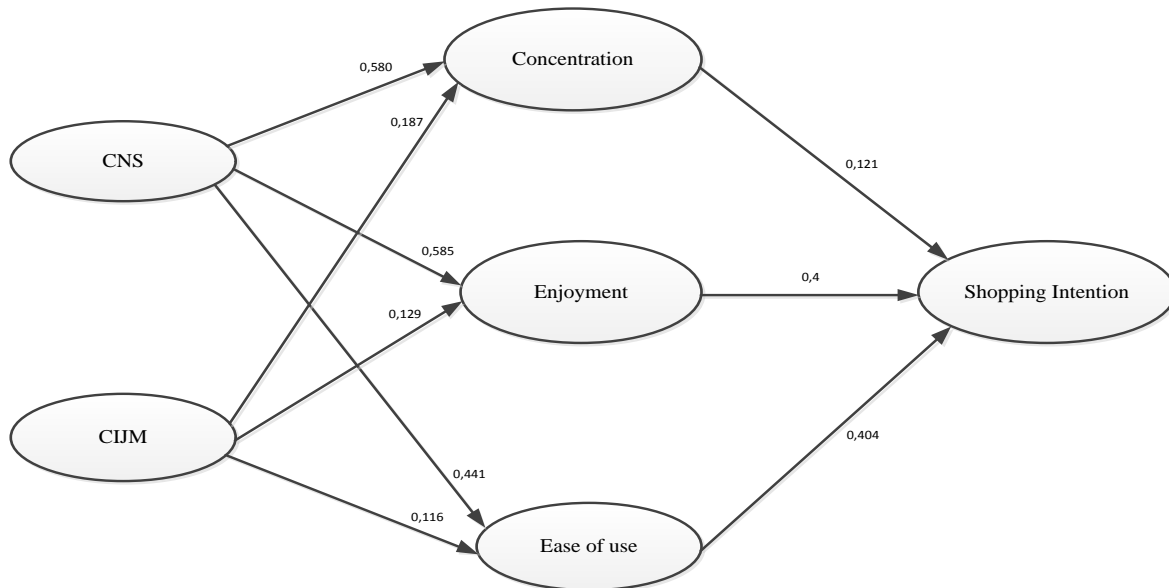 Concentration
0,580
0,187
CNS
0,121
0,585
0,4
Enjoyment
Shopping Intention
0,129
CIJM
0,404
0,441
0,116
Ease of use